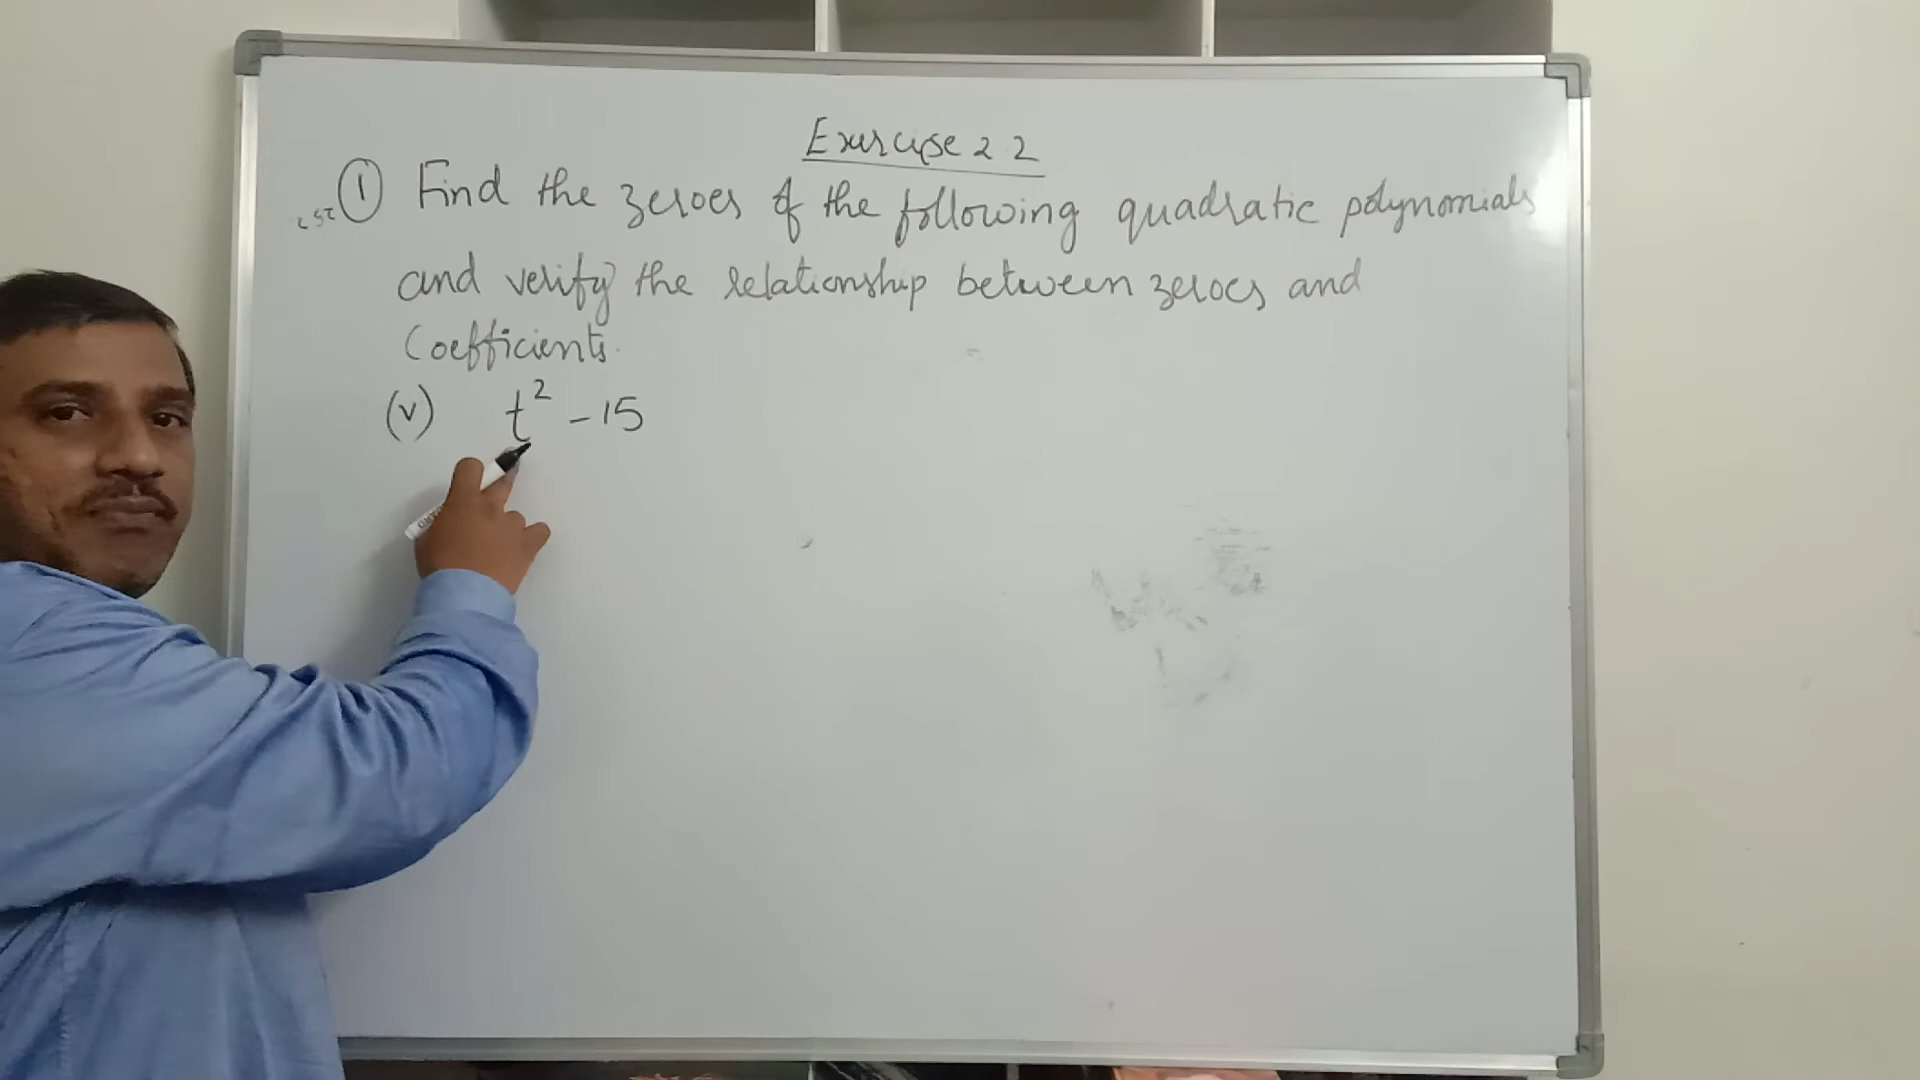 Exercise 2 2
① Find the zeroes of the following quadratic polynomials
and verify the relationship between zeroes and
Coefficients.
(v) t² - 15